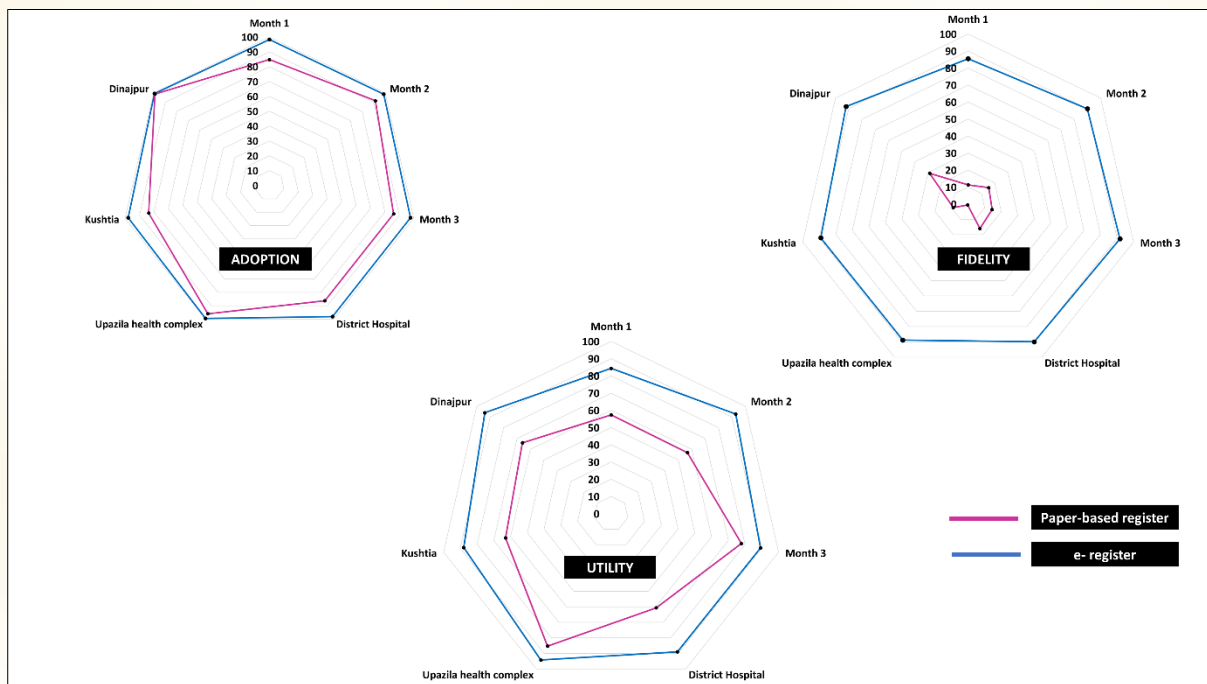 Month 1
100
90
80
70
60
50
40
30
20
10
0
Dinajpur
Month 2
Kushtia
Month 3
ADOPTION
Upazila health complex
District Hospital
Month 1
100
90
80
70
60
50
40
30
20
10
0
Dinajpur
Month 2
Kushtia
Month 3
FIDELITY
Upazila health complex
District Hospital
Month 1
100
90
80
70
60
50
40
30
20
10
0
Dinajpur
Month 2
Kushtia
Month 3
UTILITY
Upazila health complex
District Hospital
Paper-based register
e- register